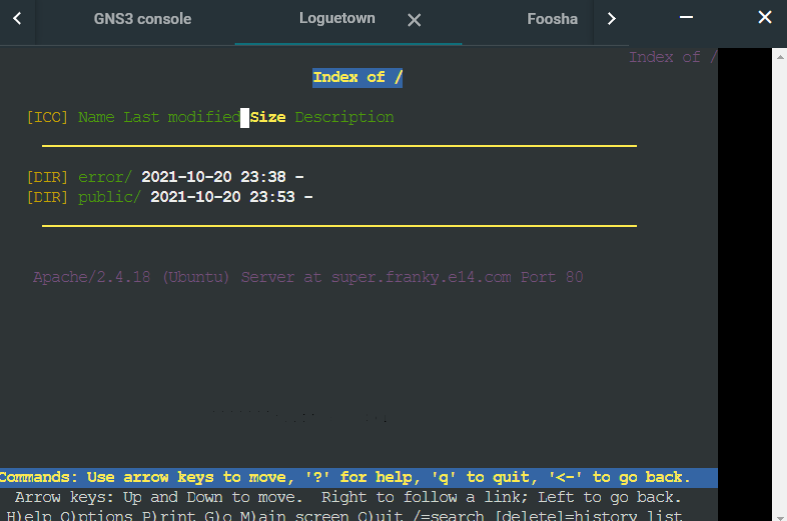 GNS3 console Loguetown Foosha
Index of /
Index of /
[ICO] Name Last modified Size Description
[DIR] error/ 2021-10-20 23:38 -
[DIR] public/ 2021-10-20 23:53 -
Apache/2.4.18 (Ubuntu) Server at super.franky.e14.com Port 80
Commands: Use arrow keys to move, '?' for help, 'q' to quit, '<-' to go back.
Arrow keys: Up and Down to move.  Right to follow a link; Left to go back.
H)elp O)ptions P)rint G)o M)ain screen Q)uit /=search [delete]=history list